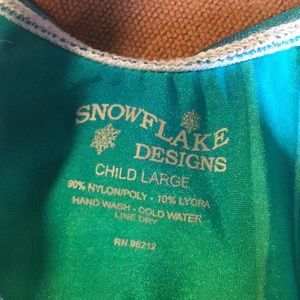 SNOWFLAKE
DESIGNS
CHILD LARGE
90% NYLON/POLY - 10% LYCRA
HAND WASH - COLD WATER
LINE DRY
RN 96212